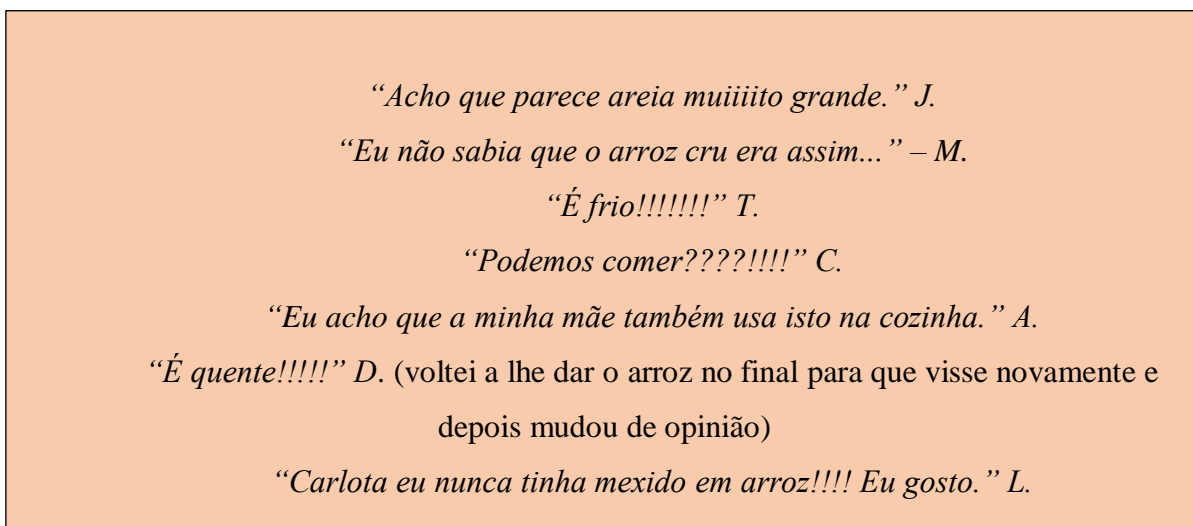 “Acho que parece areia muiiiito grande.” J.
“Eu não sabia que o arroz cru era assim...” – M.
“É frio!!!!!!!” T.
“Podemos comer????!!!!” C.
“Eu acho que a minha mãe também usa isto na cozinha.” A.
“É quente!!!!!” D. (voltei a lhe dar o arroz no final para que visse novamente e
depois mudou de opinião)
“Carlota eu nunca tinha mexido em arroz!!!! Eu gosto.” L.